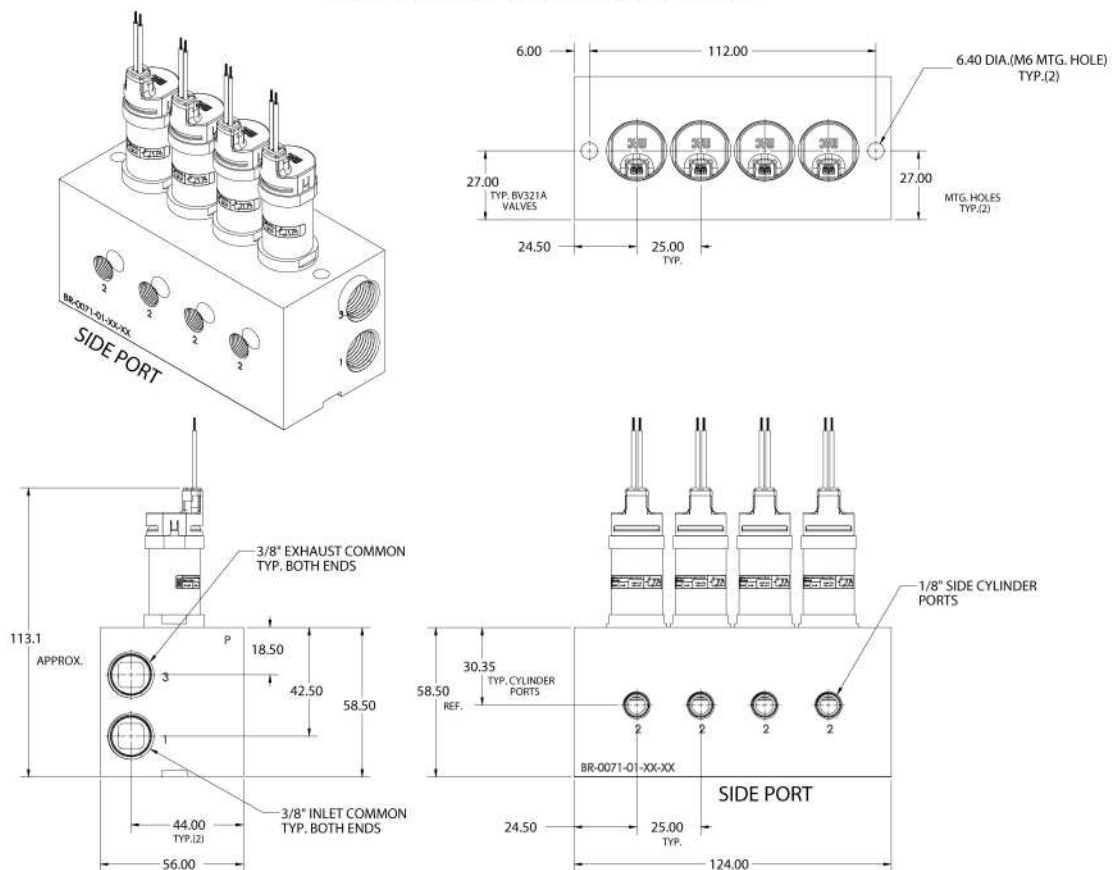 6.00
112.00
6.40 DIA.(M6 MTG. HOLE)
TYP.(2)
27.00
TYP. BV321A
VALVES
27.00
MTG. HOLES
TYP.(2)
24.50
25.00
TYP.
2
2
2
2
3
1
BR-0071-01-XX-XX
SIDE PORT
3/8" EXHAUST COMMON
TYP. BOTH ENDS
113.1
APPROX.
P
3
1
18.50
42.50
58.50
3/8" INLET COMMON
TYP. BOTH ENDS
44.00
TYP.(2)
56.00
1/8" SIDE CYLINDER
PORTS
30.35
TYP. CYLINDER
PORTS
58.50
REF.
2
2
2
2
BR-0071-01-XX-XX
SIDE PORT
24.50
25.00
TYP.
124.00